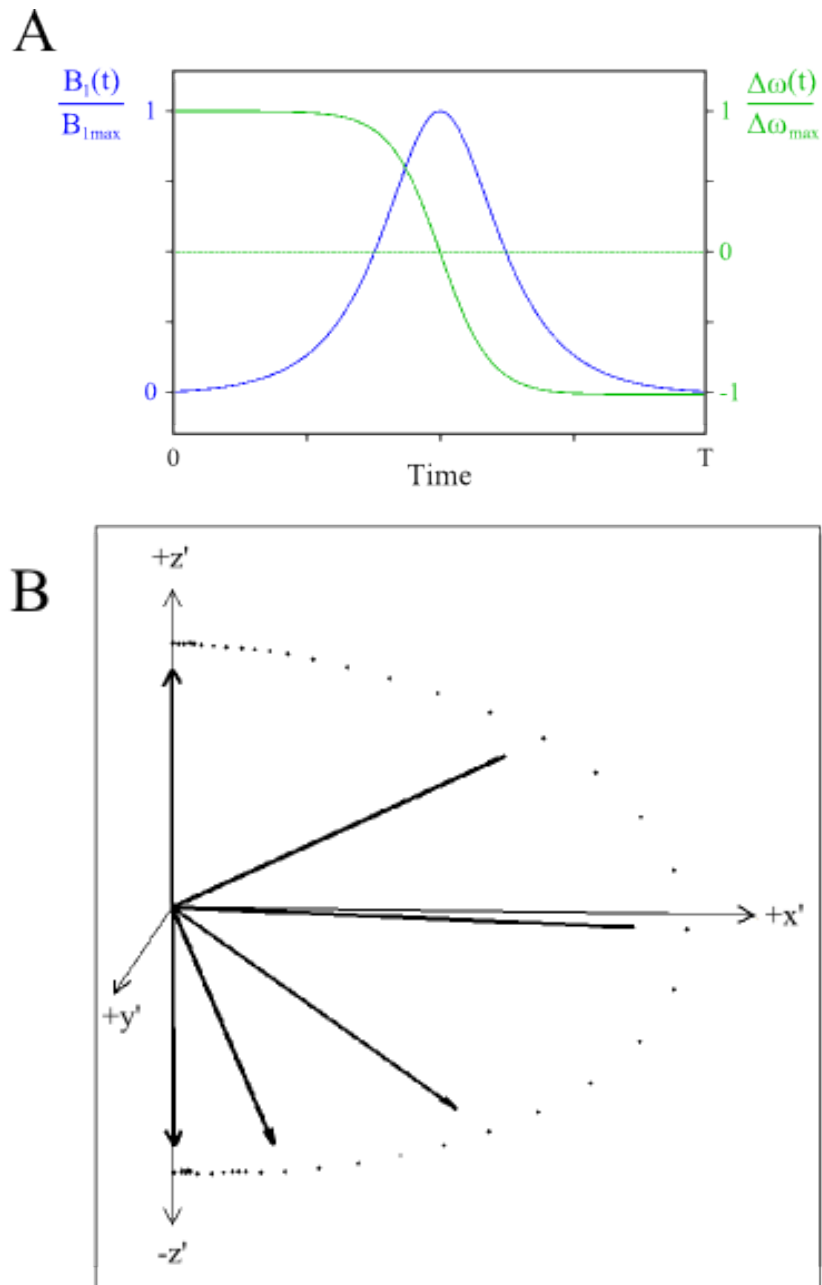 A
B₁(t)
B₁max
1
0
Δω(t)
Δωmax
1
0
-1
0
T
Time
B
+z'
+x'
+y'
-z'